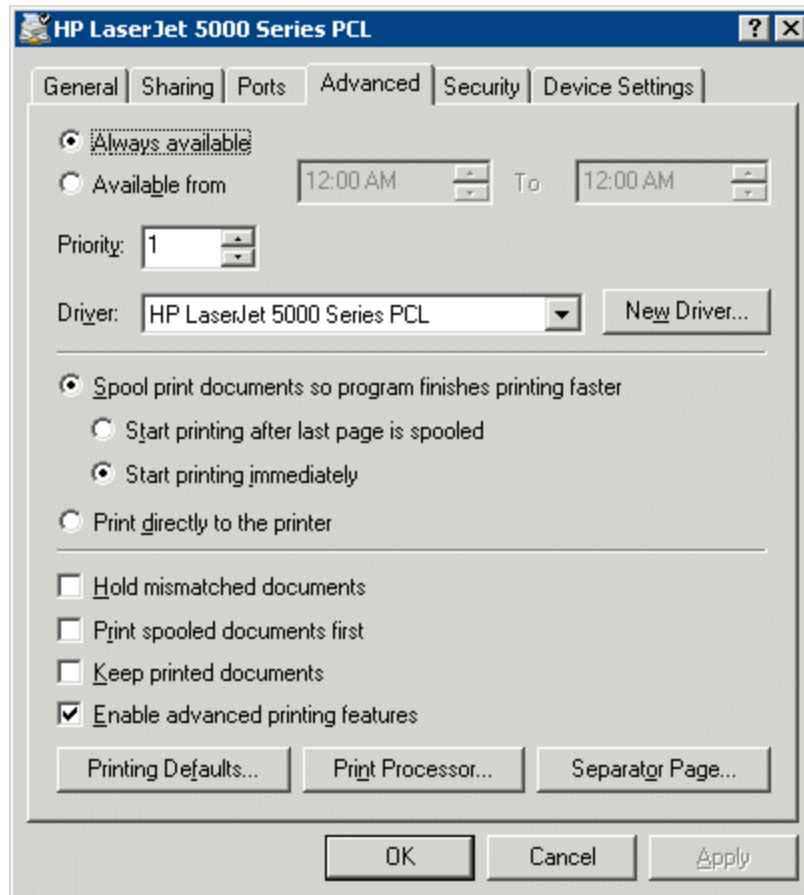 HP LaserJet 5000 Series PCL
General Sharing Ports Advanced Security Device Settings
Always available
Available from 12:00 AM To 12:00 AM
Priority: 1
Driver: HP LaserJet 5000 Series PCL New Driver...
Spool print documents so program finishes printing faster
Start printing after last page is spooled
Start printing immediately
Print directly to the printer
Hold mismatched documents
Print spooled documents first
Keep printed documents
Enable advanced printing features
Printing Defaults... Print Processor... Separator Page...
OK Cancel Apply